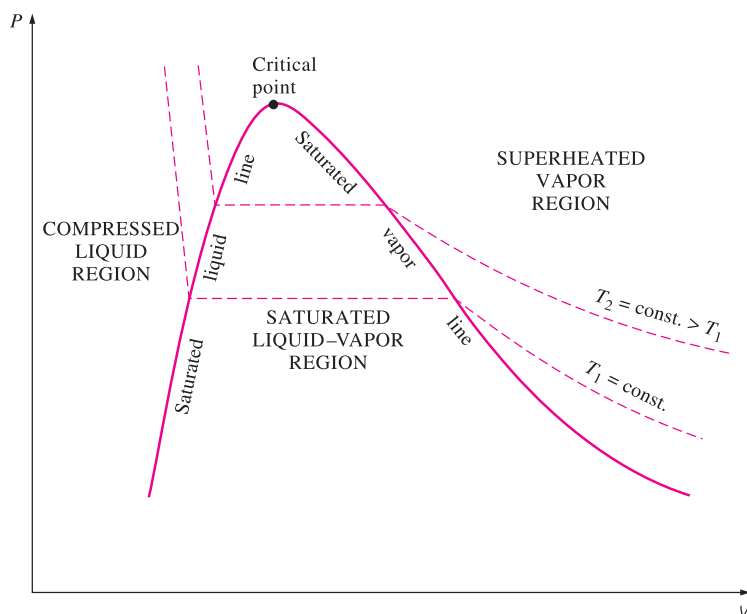 P
Critical
point
Saturated
liquid
line
Saturated
vapor
line
SUPERHEATED
VAPOR
REGION
COMPRESSED
LIQUID
REGION
SATURATED
LIQUID–VAPOR
REGION
T₂ = const. > T₁
T₁ = const.
v